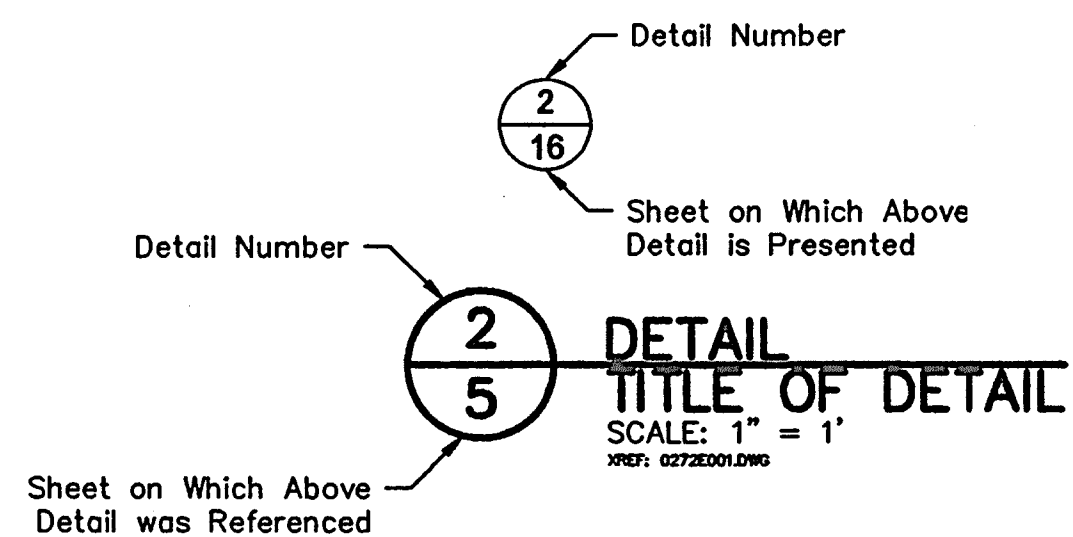 Detail Number
2
16
Sheet on Which Above
Detail is Presented
Detail Number
2
5
DETAIL
TITLE OF DETAIL
SCALE: 1" = 1'
XREF: 0272E001.DWG
Sheet on Which Above
Detail was Referenced